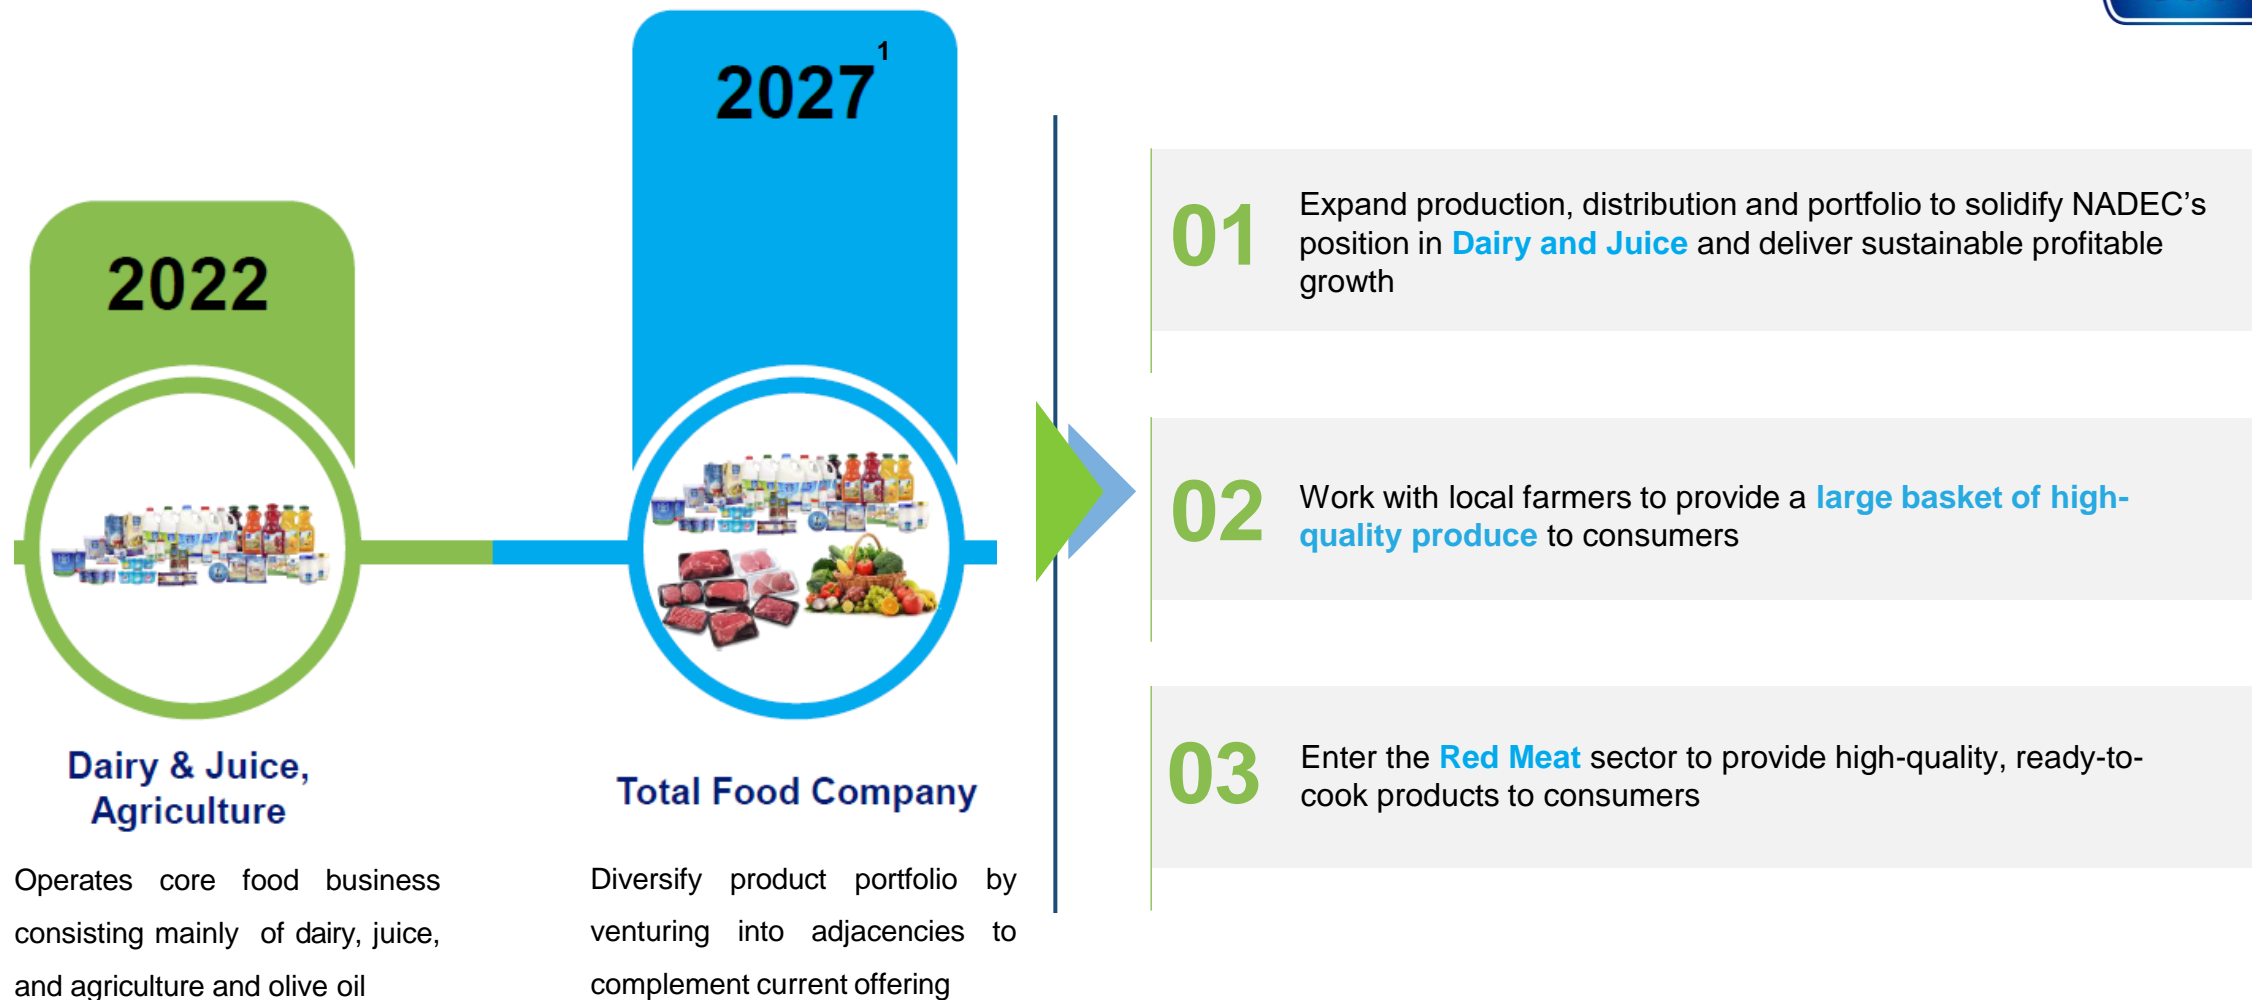 2022
2027¹
Dairy & Juice,
Agriculture
Operates core food business
consisting mainly of dairy, juice,
and agriculture and olive oil
Total Food Company
Diversify product portfolio by
venturing into adjacencies to
complement current offering
01
Expand production, distribution and portfolio to solidify NADEC’s
position in Dairy and Juice and deliver sustainable profitable
growth
02
Work with local farmers to provide a large basket of high-
quality produce to consumers
03
Enter the Red Meat sector to provide high-quality, ready-to-
cook products to consumers